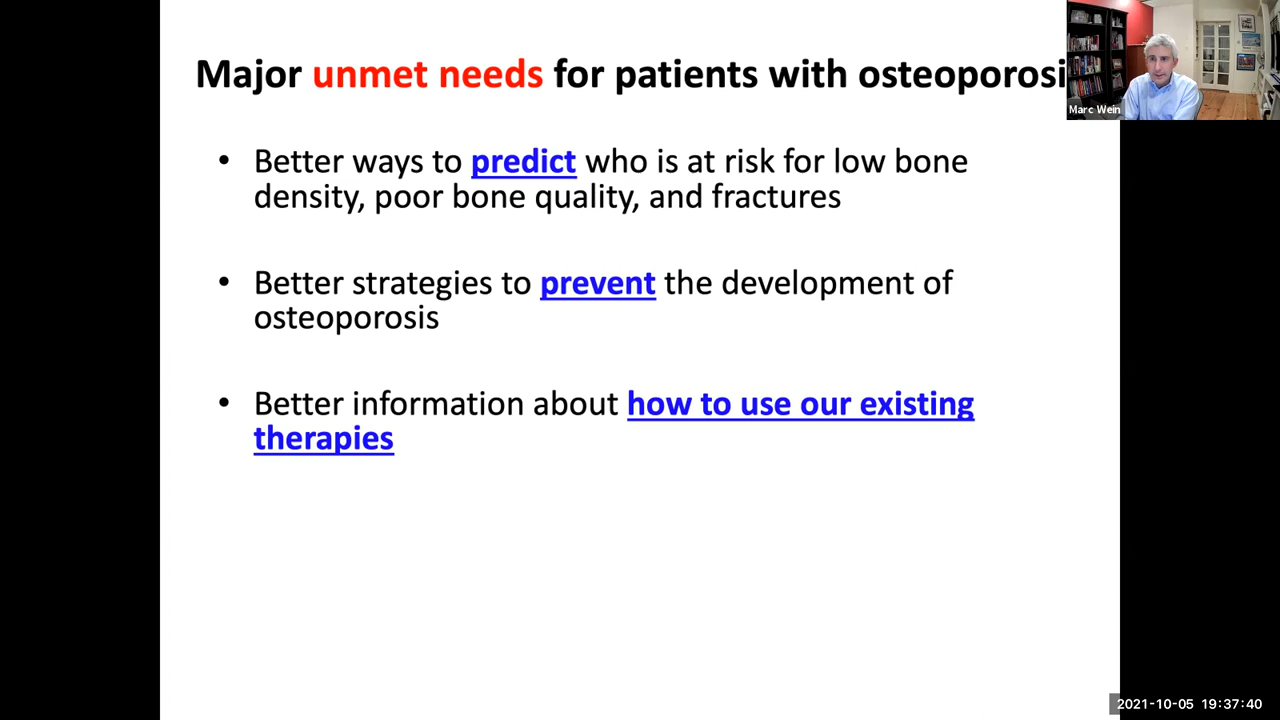 Major unmet needs for patients with osteoporosi
Marc Wein
• Better ways to predict who is at risk for low bone
density, poor bone quality, and fractures
• Better strategies to prevent the development of
osteoporosis
• Better information about how to use our existing
therapies
2021-10-05 19:37:40